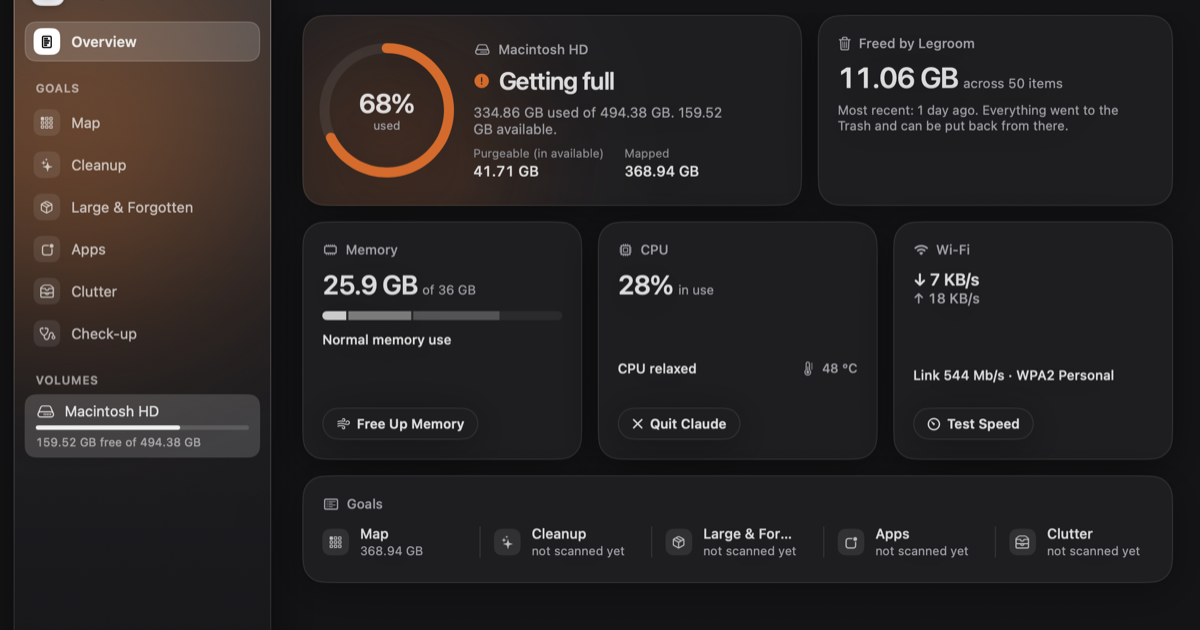 Overview
GOALS
Map
Cleanup
Large & Forgotten
Apps
Clutter
Check-up
VOLUMES
Macintosh HD
159.52 GB free of 494.38 GB
68%
used
Macintosh HD
Getting full
334.86 GB used of 494.38 GB. 159.52
GB available.
Purgeable (in available) Mapped
41.71 GB 368.94 GB
Freed by Legroom
11.06 GB across 50 items
Most recent: 1 day ago. Everything went to the
Trash and can be put back from there.
Memory
25.9 GB of 36 GB
Normal memory use
Free Up Memory
CPU
28% in use
CPU relaxed 48 °C
Quit Claude
Wi-Fi
↓ 7 KB/s
↑ 18 KB/s
Link 544 Mb/s · WPA2 Personal
Test Speed
Goals
Map
368.94 GB
Cleanup
not scanned yet
Large & For...
not scanned yet
Apps
not scanned yet
Clutter
not scanned yet